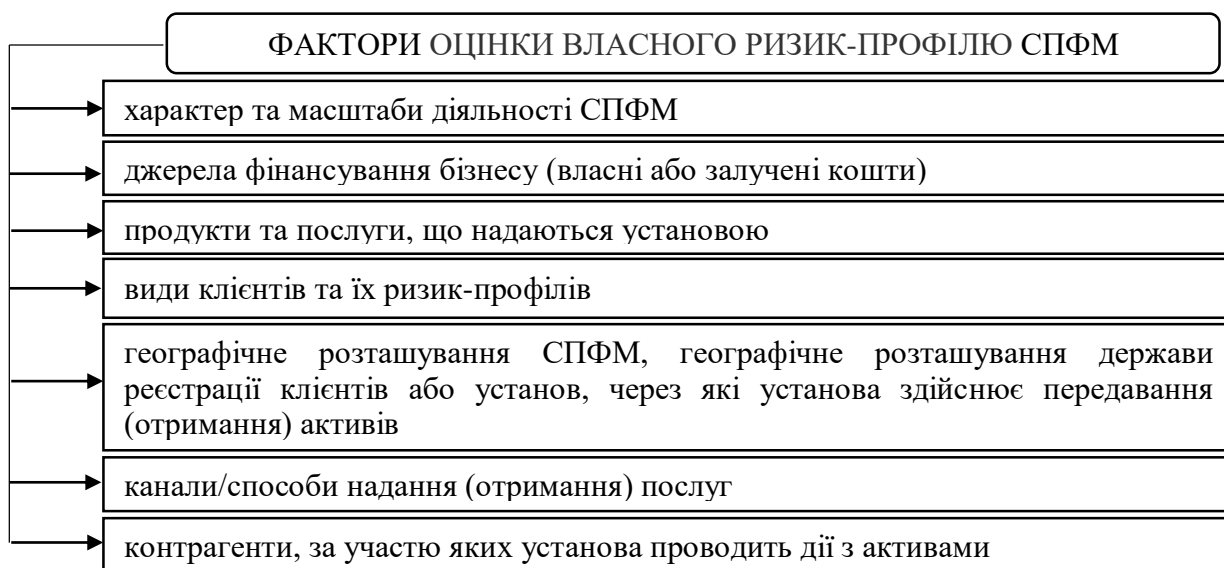 ФАКТОРИ ОЦІНКИ ВЛАСНОГО РИЗИК-ПРОФІЛЮ СПФМ
характер та масштаби діяльності СПФМ
джерела фінансування бізнесу (власні або залучені кошти)
продукти та послуги, що надаються установою
види клієнтів та їх ризик-профілів
географічне розташування СПФМ, географічне розташування держави
реєстрації клієнтів або установ, через які установа здійснює передавання
(отримання) активів
канали/способи надання (отримання) послуг
контрагенти, за участю яких установа проводить дії з активами